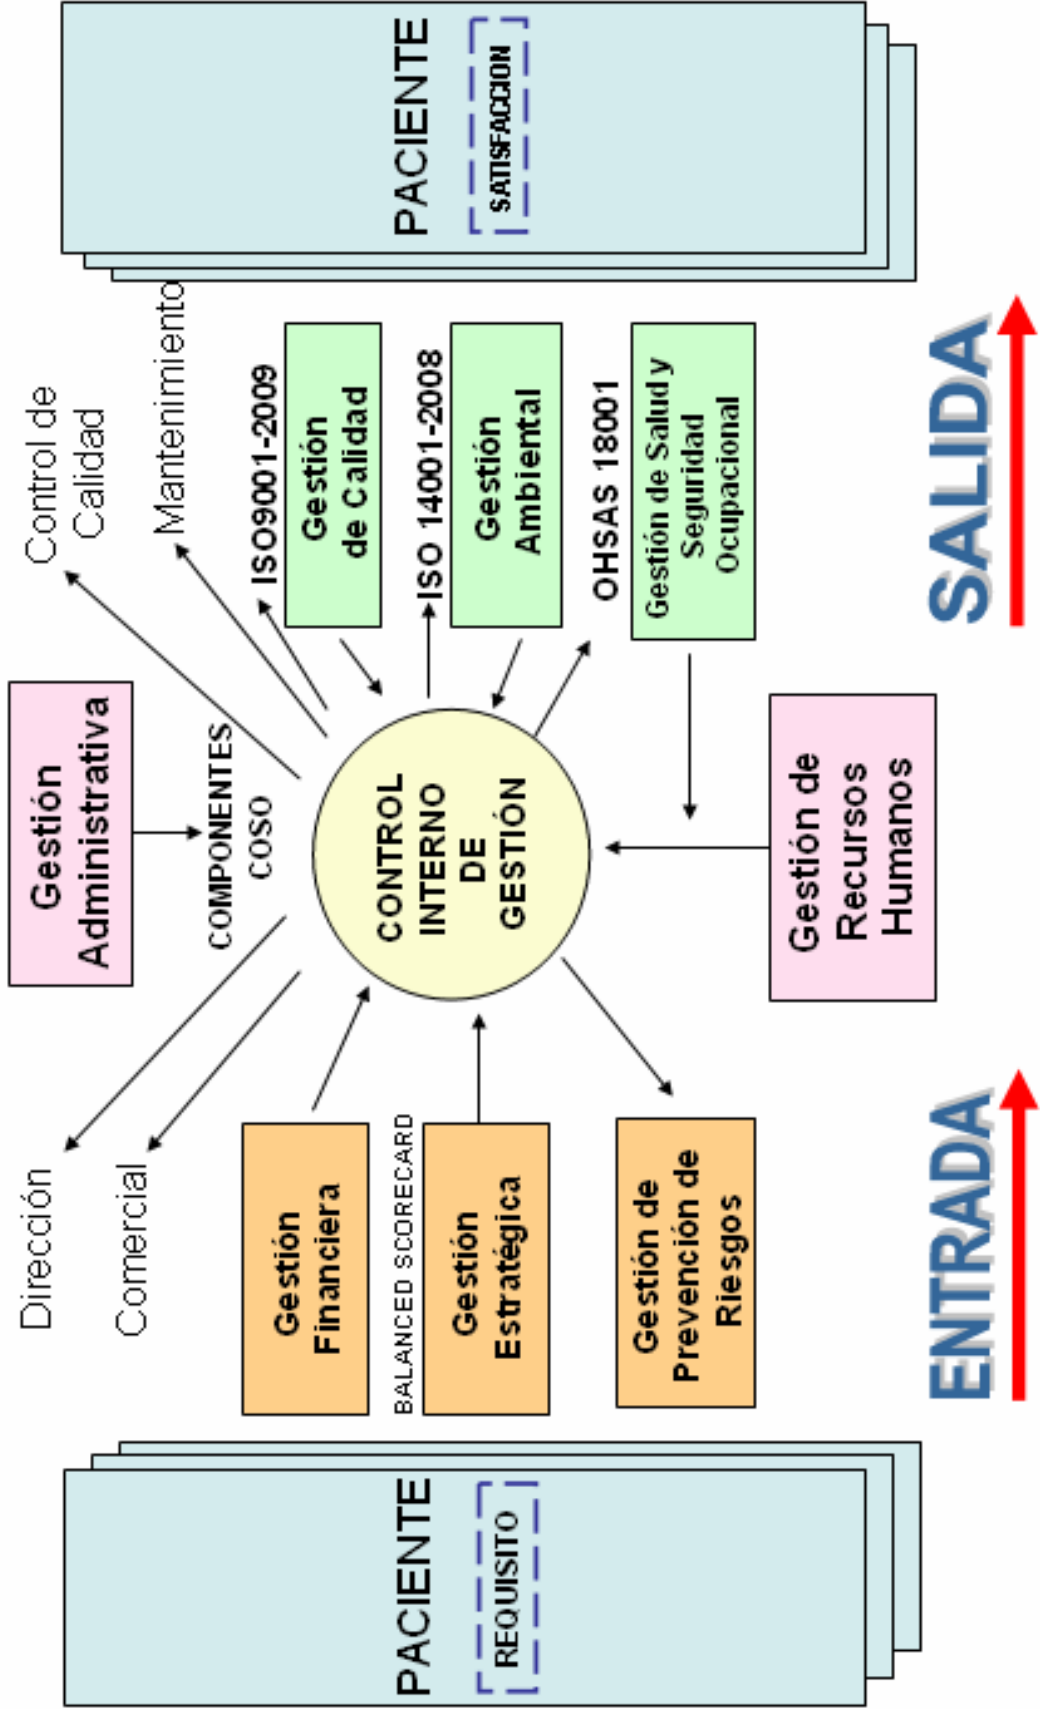 Gestión
Administrativa
Dirección
Comercial
COMPONENTES
COSO
Control de
Calidad
Mantenimiento
PACIENTE
REQUISITO
Gestión
Financiera
BALANCED SCORECARD
Gestión
Estratégica
Gestión de
Prevención de
Riesgos
CONTROL
INTERNO
DE
GESTIÓN
ISO9001-2009
Gestión
de Calidad
ISO 14001-2008
Gestión
Ambiental
OHSAS 18001
Gestión de Salud y
Seguridad
Ocupacional
PACIENTE
SATISFACCION
Gestión de
Recursos
Humanos
ENTRADA
SALIDA